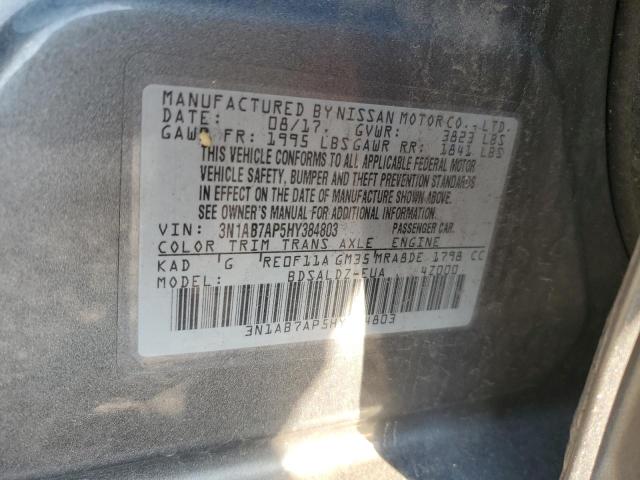 MANUFACTURED BY NISSAN MOTOR CO., LTD.
DATE: 08/17. GVWR: 3823 LBS
GAWR FR: 1995 LBS GAWR RR: 1841 LBS
THIS VEHICLE CONFORMS TO ALL APPLICABLE FEDERAL MOTOR
VEHICLE SAFETY, BUMPER AND THEFT PREVENTION STANDARDS
IN EFFECT ON THE DATE OF MANUFACTURE SHOWN ABOVE.
SEE OWNER'S MANUAL FOR ADDITIONAL INFORMATION.
VIN: 3N1AB7AP5HY384803 PASSENGER CAR.
COLOR TRIM TRANS AXLE ENGINE
KAD G RE0F11A GM35 MRA8DE 1798 CC
MODEL: BDSALDZ-EUA 4Z000
3N1AB7AP5HY384803